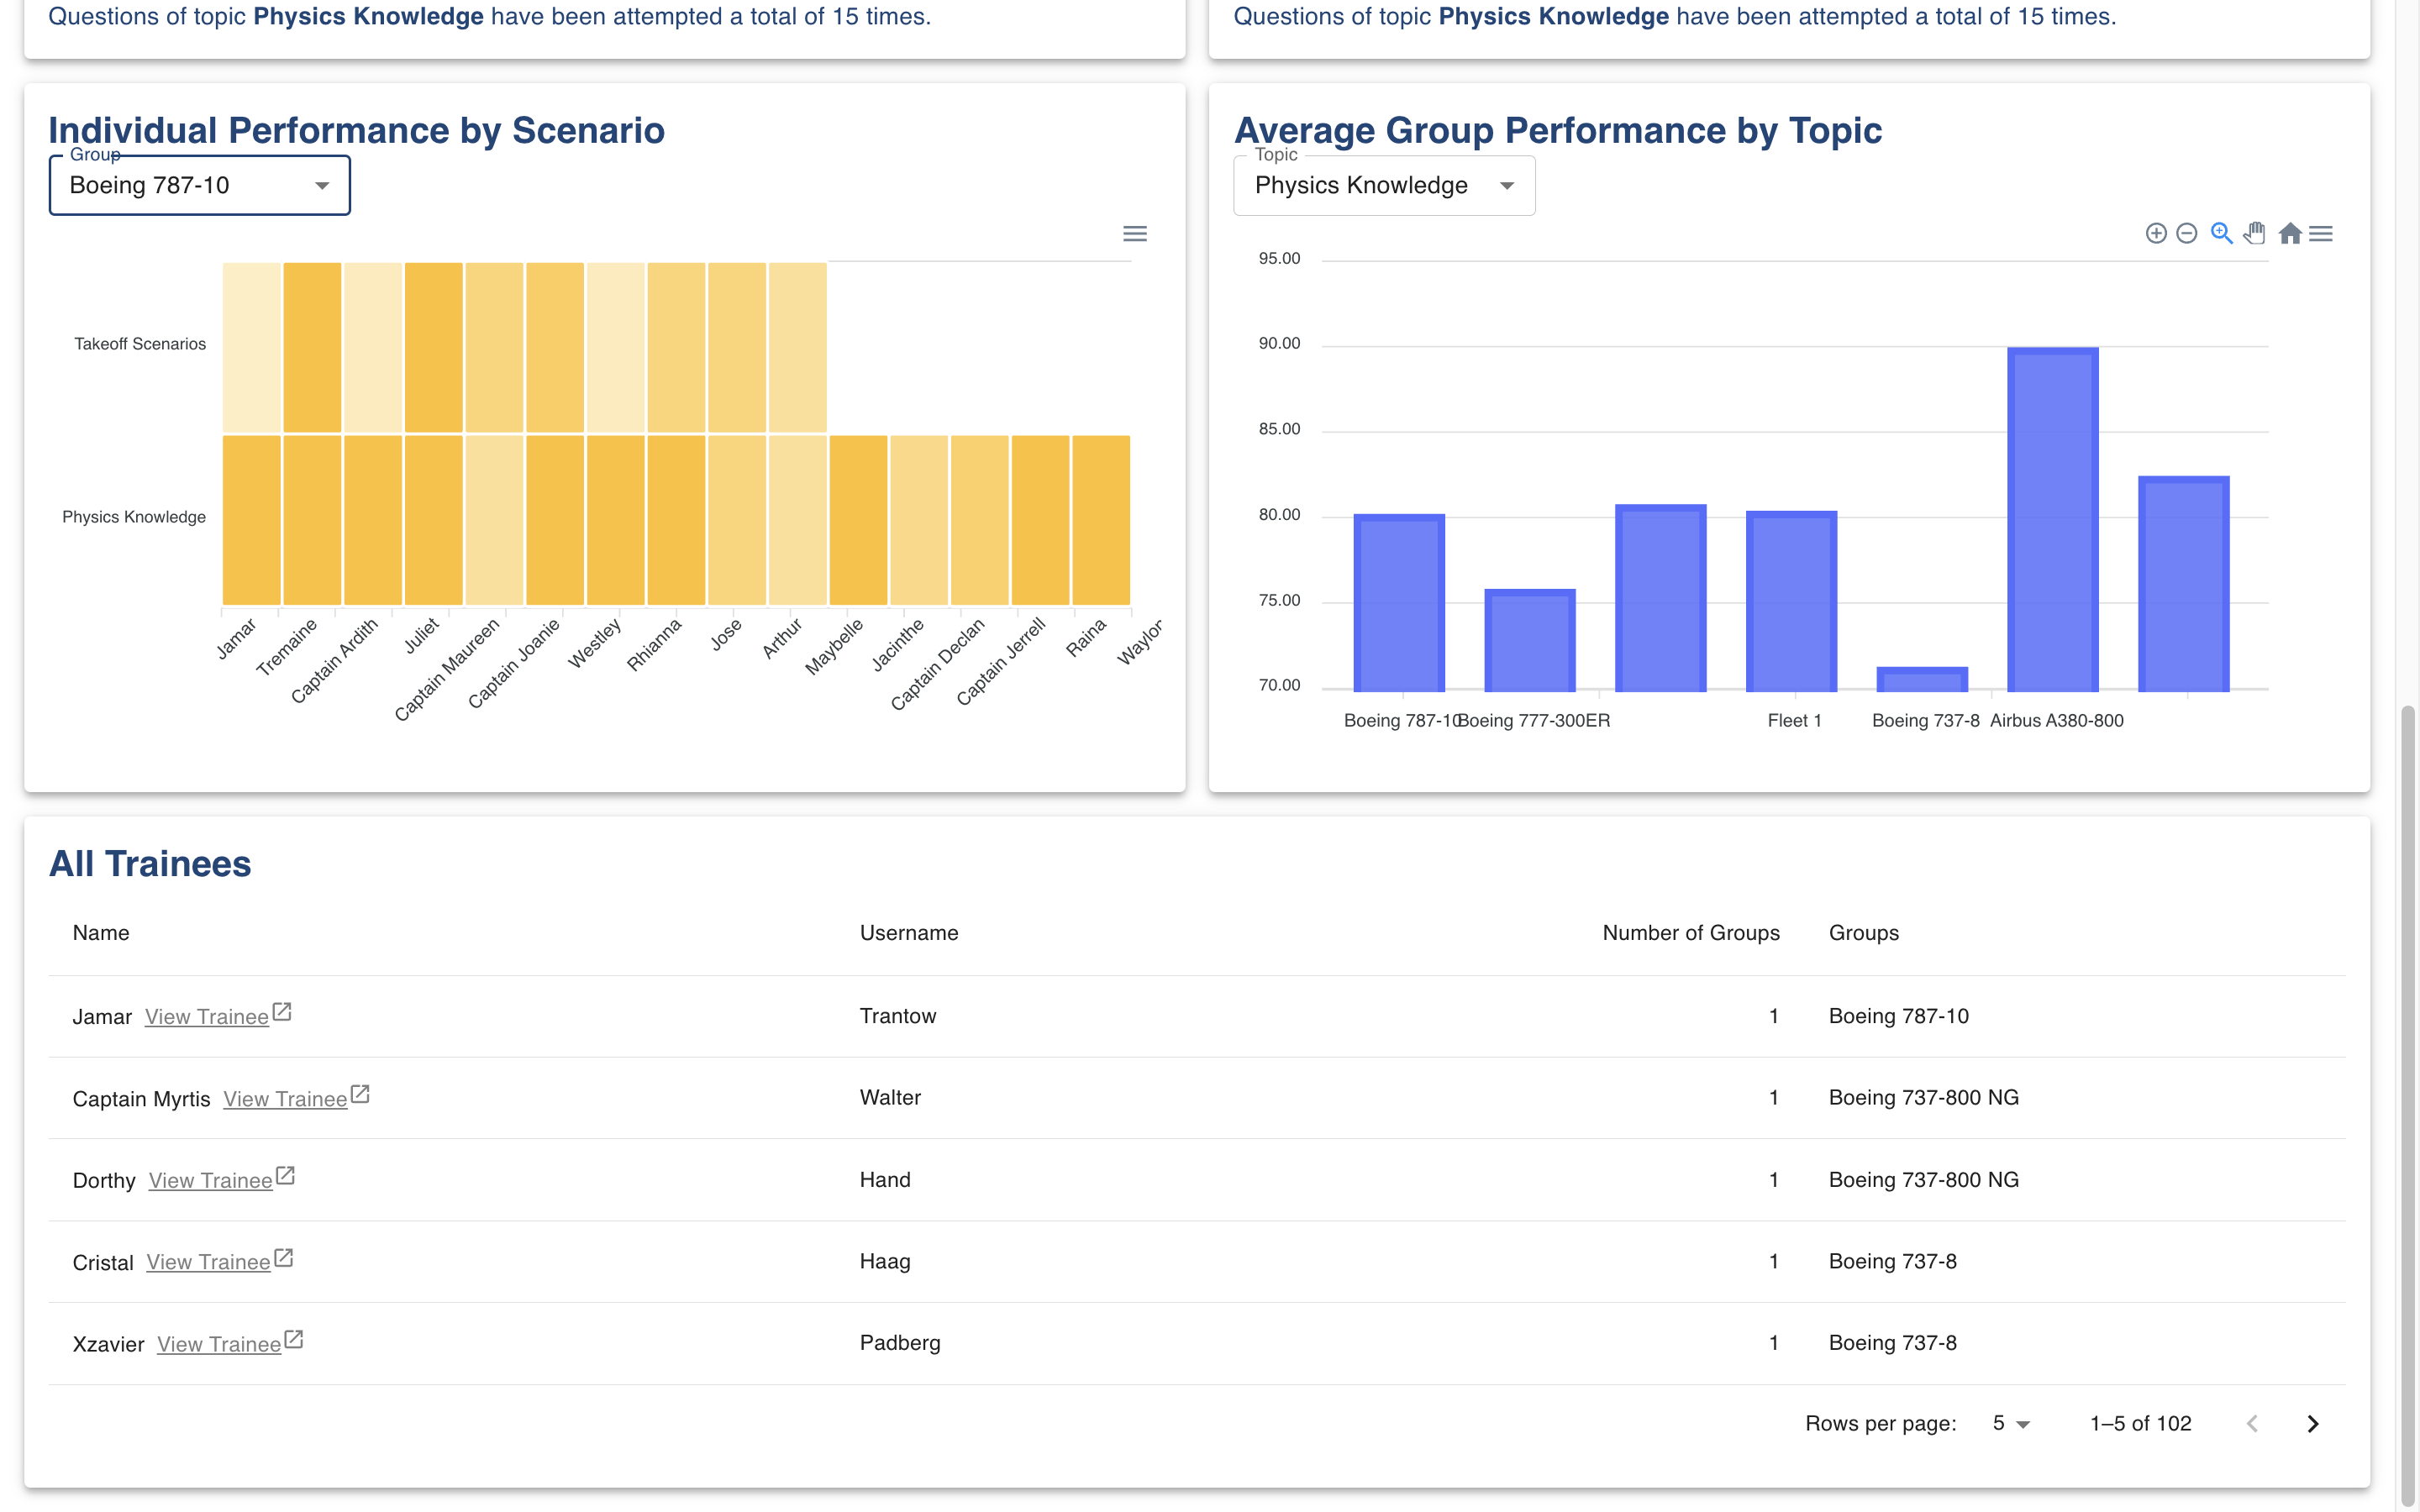 Questions of topic Physics Knowledge have been attempted a total of 15 times.
Questions of topic Physics Knowledge have been attempted a total of 15 times.
Individual Performance by Scenario
Group
Boeing 787-10
Takeoff Scenarios
Physics Knowledge
Jamar
Tremaine
Captain Ardith
Juliet
Captain Maureen
Captain Joanie
Westley
Rhianna
Jose
Arthur
Maybelle
Jacinthe
Captain Declan
Captain Jerrell
Raina
Average Group Performance by Topic
Topic
Physics Knowledge
95.00
90.00
85.00
80.00
75.00
70.00
Boeing 787-10
Boeing 777-300ER
Fleet 1
Boeing 737-8
Airbus A380-800
All Trainees
Name Username Number of Groups Groups
Jamar View Trainee Trantow 1 Boeing 787-10
Captain Myrtis View Trainee Walter 1 Boeing 737-800 NG
Dorthy View Trainee Hand 1 Boeing 737-800 NG
Cristal View Trainee Haag 1 Boeing 737-8
Xzavier View Trainee Padberg 1 Boeing 737-8
Rows per page: 5 1–5 of 102